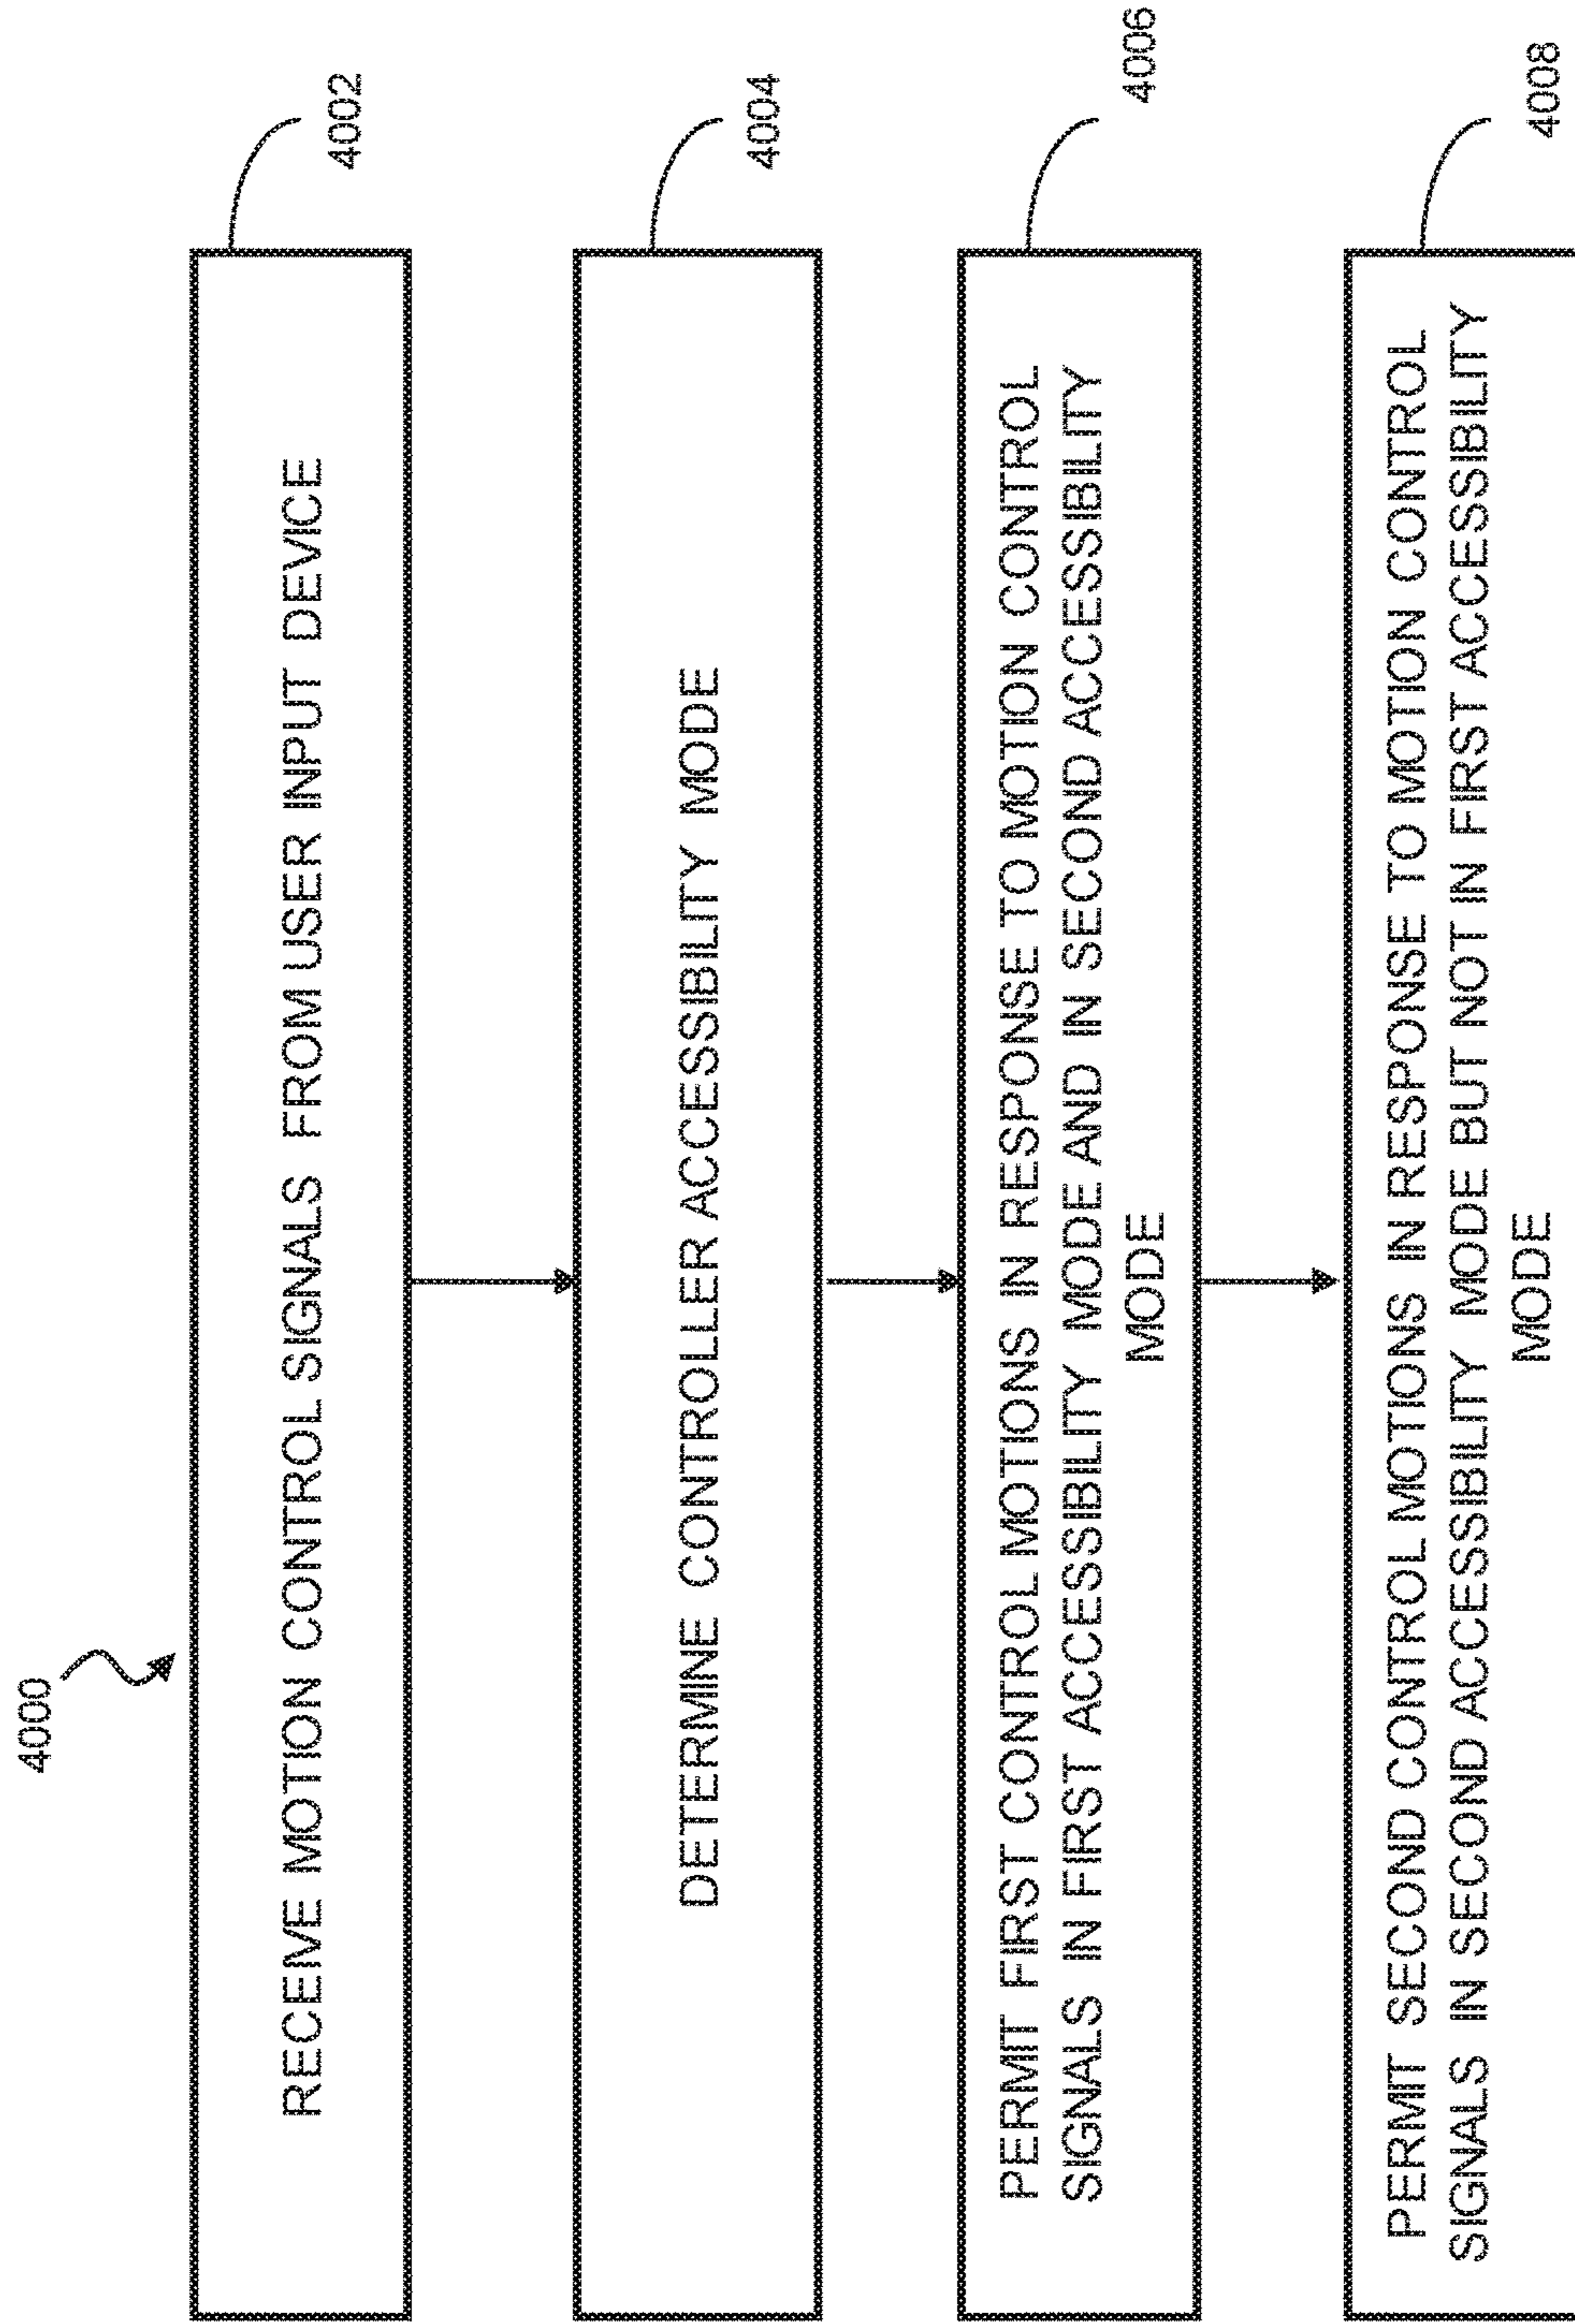 4000
RECEIVE MOTION CONTROL SIGNALS FROM USER INPUT DEVICE
4002
DETERMINE CONTROLLER ACCESSIBILITY MODE
4004
PERMIT FIRST CONTROL MOTIONS IN RESPONSE TO MOTION CONTROL
SIGNALS IN FIRST ACCESSIBILITY MODE AND IN SECOND ACCESSIBILITY
MODE
4006
PERMIT SECOND CONTROL MOTIONS IN RESPONSE TO MOTION CONTROL
SIGNALS IN SECOND ACCESSIBILITY MODE BUT NOT IN FIRST ACCESSIBILITY
MODE
4008